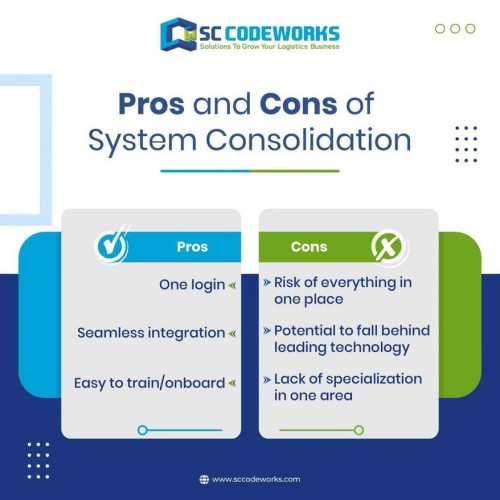 SC CODEWORKS
Solutions To Grow Your Logistics Business
Pros and Cons of
System Consolidation
Pros
One login
Seamless integration
Easy to train/onboard
Cons
Risk of everything in
one place
Potential to fall behind
leading technology
Lack of specialization
in one area
www.sccodeworks.com